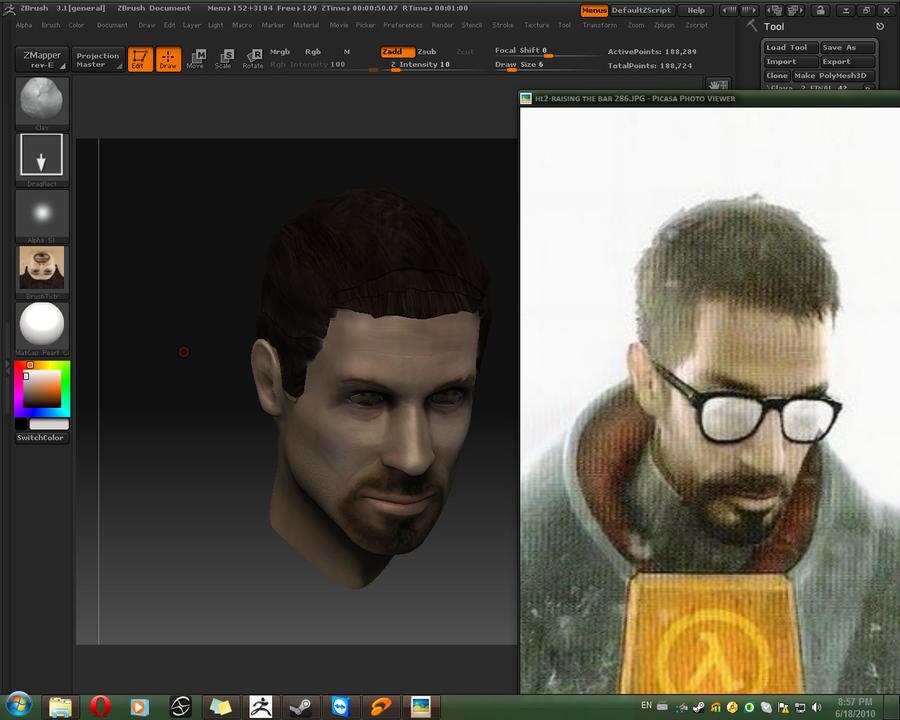 ZBrush 3.1[general] ZBrush Document Mem▶152+3184 Free▶129 ZTime▶00:00:50.07 RTime▶00:01:00 Menus DefaultZScript Help
Alpha Brush Color Document Draw Edit Layer Light Macro Marker Material Movie Picker Preferences Render Stencil Stroke Texture Tool Transform Zoom Zplugin Zscript
Tool
ZMapper
rev-E
Projection
Master
Edit
Draw
Move
Scale
Rotate
Mrgb Rgb M
Rgb Intensity 100
Zadd Zsub Zcut
Z Intensity 10
Focal Shift 0
Draw Size 6
ActivePoints: 188,289
TotalPoints: 188,724
Load Tool Save As
Import Export
Clone Make PolyMesh3D
Clay
DragRect
SwitchColor
HL2-RAISING THE BAR 286.JPG - PICASA PHOTO VIEWER
EN
8:57 PM
6/18/2010